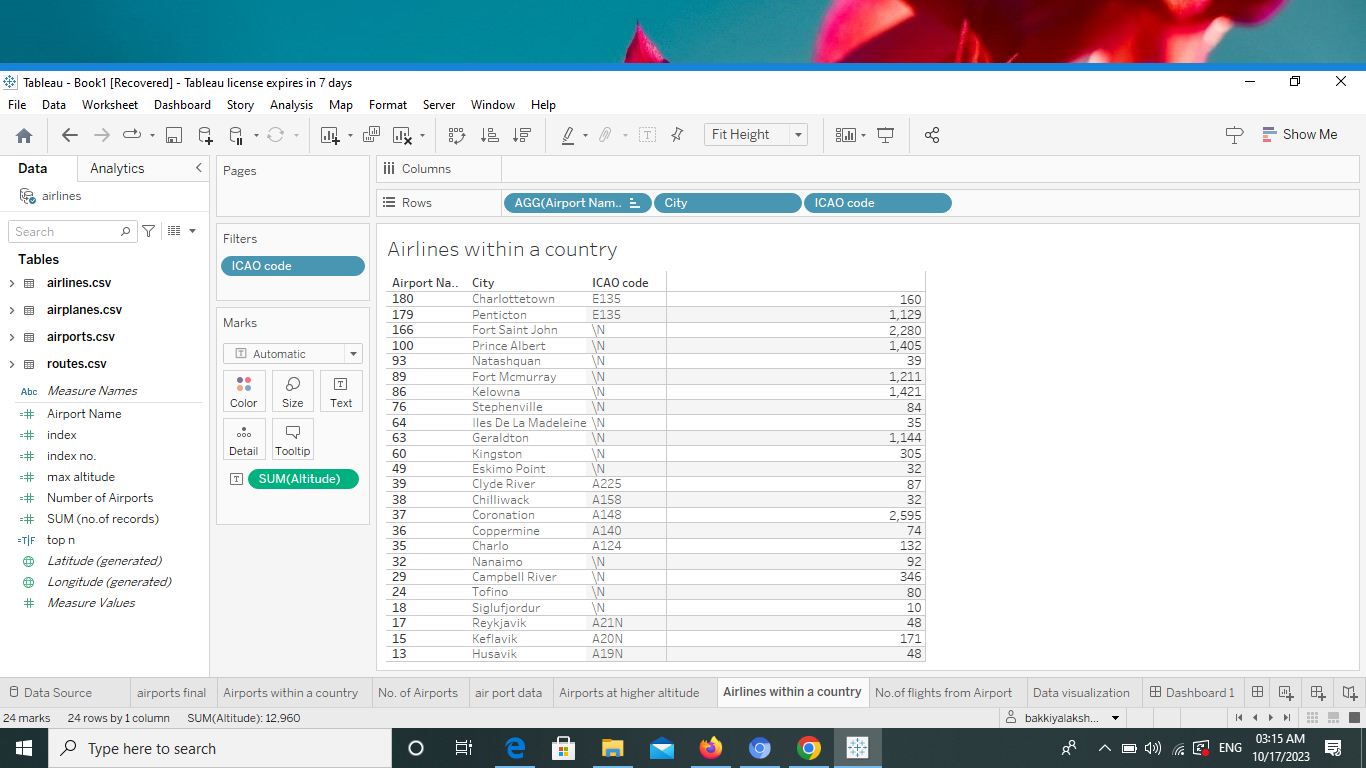 Tableau - Book1 [Recovered] - Tableau license expires in 7 days
File Data Worksheet Dashboard Story Analysis Map Format Server Window Help
Fit Height
Show Me
Data Analytics
airlines
Search
Tables
airlines.csv
airplanes.csv
airports.csv
routes.csv
Abc Measure Names
Airport Name
index
index no.
max altitude
Number of Airports
SUM (no.of records)
=T|F top n
Latitude (generated)
Longitude (generated)
Measure Values
Pages
Filters
ICAO code
Marks
Automatic
Color Size Text
Detail Tooltip
SUM(Altitude)
Columns
Rows AGG(Airport Nam.. City ICAO code
Airlines within a country
Airport Na.. City ICAO code
180 Charlottetown E135 160
179 Penticton E135 1,129
166 Fort Saint John \N 2,280
100 Prince Albert \N 1,405
93 Natashquan \N 39
89 Fort Mcmurray \N 1,211
86 Kelowna \N 1,421
76 Stephenville \N 84
64 Iles De La Madeleine \N 35
63 Geraldton \N 1,144
60 Kingston \N 305
49 Eskimo Point \N 32
39 Clyde River A225 87
38 Chilliwack A158 32
37 Coronation A148 2,595
36 Coppermine A140 74
35 Charlo A124 132
32 Nanaimo \N 92
29 Campbell River \N 346
24 Tofino \N 80
18 Siglufjordur \N 10
17 Reykjavik A21N 48
15 Keflavik A20N 171
13 Husavik A19N 48
Data Source airports final Airports within a country No. of Airports air port data Airports at higher altitude Airlines within a country No.of flights from Airport Data visualization Dashboard 1
24 marks 24 rows by 1 column SUM(Altitude): 12,960 bakkiyalaksh...
Type here to search
ENG
03:15 AM
10/17/2023